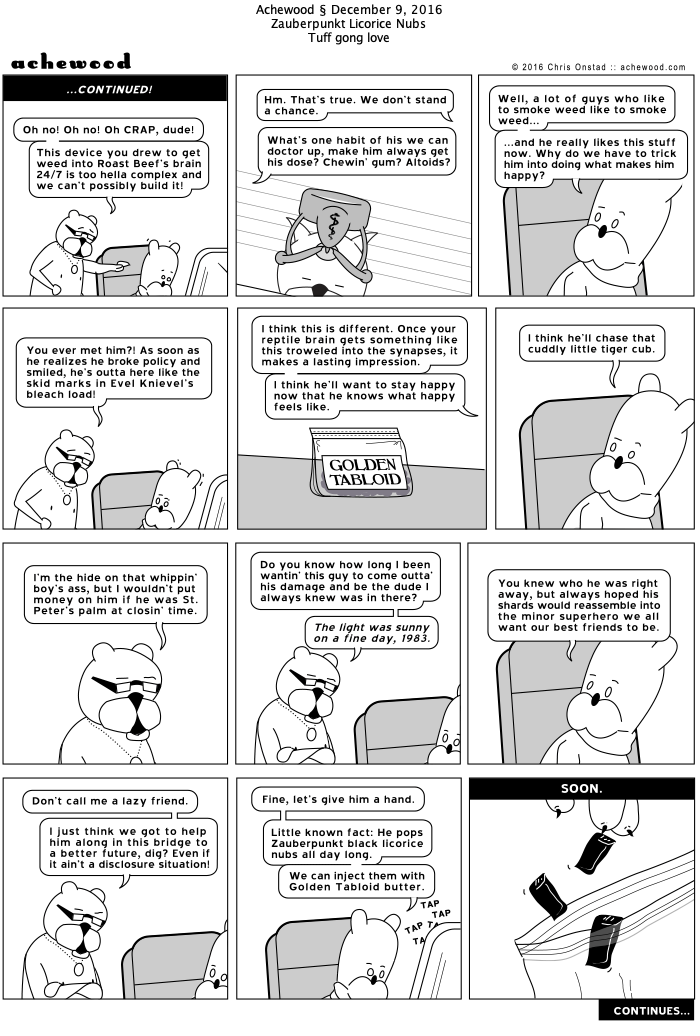 Achewood § December 9, 2016
Zauberpunkt Licorice Nubs
Tuff gong love
achewood
© 2016 Chris Onstad :: achewood.com
...CONTINUED!
Oh no! Oh no! Oh CRAP, dude!
This device you drew to get
weed into Roast Beef's brain
24/7 is too hella complex and
we can't possibly build it!
Hm. That's true. We don't stand
a chance.
What's one habit of his we can
doctor up, make him always get
his dose? Chewin' gum? Altoids?
Well, a lot of guys who like
to smoke weed like to smoke
weed...
...and he really likes this stuff
now. Why do we have to trick
him into doing what makes him
happy?
You ever met him?! As soon as
he realizes he broke policy and
smiled, he's outta here like the
skid marks in Evel Knievel's
bleach load!
I think this is different. Once your
reptile brain gets something like
this troweled into the synapses, it
makes a lasting impression.
I think he'll want to stay happy
now that he knows what happy
feels like.
GOLDEN
TABLOID
I think he'll chase that
cuddly little tiger cub.
I'm the hide on that whippin'
boy's ass, but I wouldn't put
money on him if he was St.
Peter's palm at closin' time.
Do you know how long I been
wantin' this guy to come outta'
his damage and be the dude I
always knew was in there?
The light was sunny
on a fine day, 1983.
You knew who he was right
away, but always hoped his
shards would reassemble into
the minor superhero we all
want our best friends to be.
Don't call me a lazy friend.
I just think we got to help
him along in this bridge to
a better future, dig? Even if
it ain't a disclosure situation!
Fine, let's give him a hand.
Little known fact: He pops
Zauberpunkt black licorice
nubs all day long.
We can inject them with
Golden Tabloid butter.
TAP
TAP
TAP
SOON.
CONTINUES...